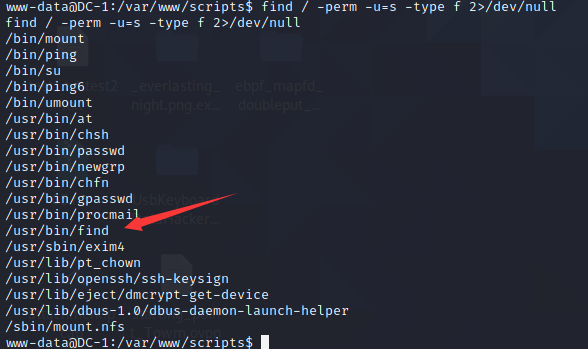 www-data@DC-1:/var/www/scripts$ find / -perm -u=s -type f 2>/dev/null
find / -perm -u=s -type f 2>/dev/null
/bin/mount
/bin/ping
/bin/su
/bin/ping6
/bin/umount
/usr/bin/at
/usr/bin/chsh
/usr/bin/passwd
/usr/bin/newgrp
/usr/bin/chfn
/usr/bin/gpasswd
/usr/bin/procmail
/usr/bin/find
/usr/sbin/exim4
/usr/lib/pt_chown
/usr/lib/openssh/ssh-keysign
/usr/lib/eject/dmcrypt-get-device
/usr/lib/dbus-1.0/dbus-daemon-launch-helper
/sbin/mount.nfs
www-data@DC-1:/var/www/scripts$